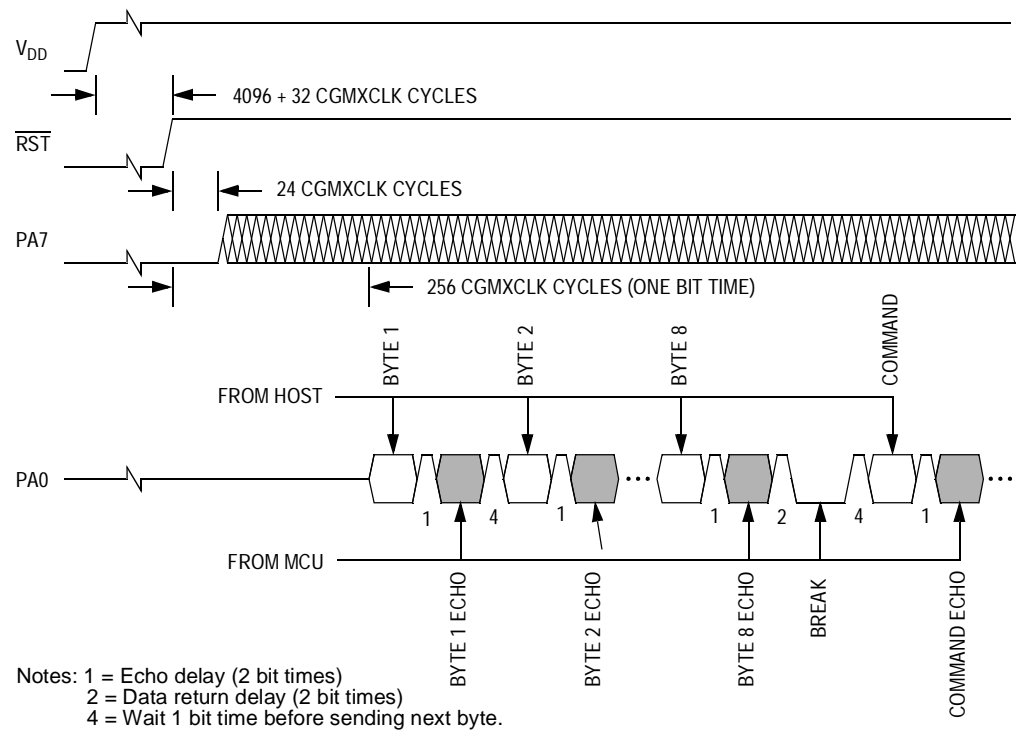 VDD
4096 + 32 CGMXCLK CYCLES
RST
24 CGMXCLK CYCLES
PA7
256 CGMXCLK CYCLES (ONE BIT TIME)
BYTE 1
BYTE 2
BYTE 8
COMMAND
FROM HOST
PA0
1
4
1
1
2
4
1
FROM MCU
BYTE 1 ECHO
BYTE 2 ECHO
BYTE 8 ECHO
BREAK
COMMAND ECHO
Notes: 1 = Echo delay (2 bit times)
2 = Data return delay (2 bit times)
4 = Wait 1 bit time before sending next byte.